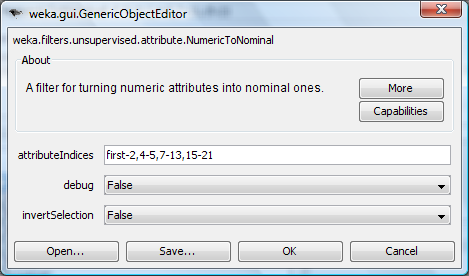 weka.gui.GenericObjectEditor
weka.filters.unsupervised.attribute.NumericToNominal
About
A filter for turning numeric attributes into nominal ones.
More
Capabilities
attributeIndices first-2,4-5,7-13,15-21
debug False
invertSelection False
Open... Save... OK Cancel